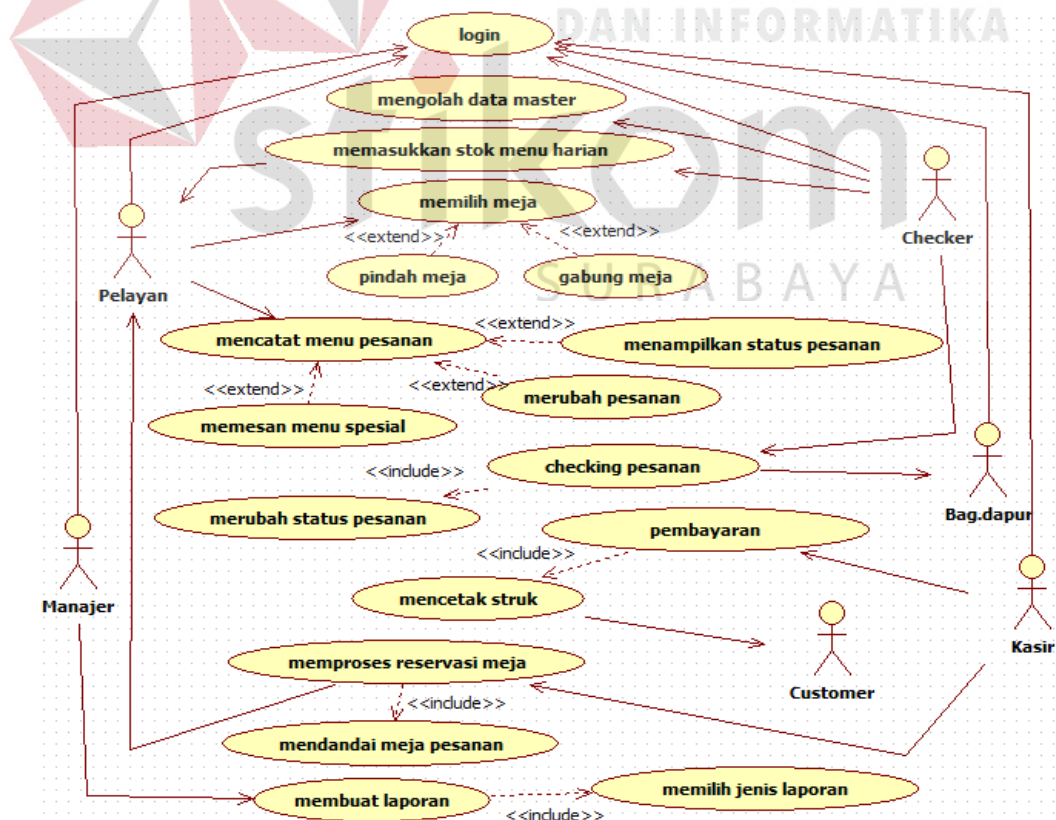 DAN INFORMATIKA
login
mengolah data master
stikom
memasukkan stok menu harian
memilih meja
<<extend>>
<<extend>>
Checker
pindah meja
gabung meja
SURABAYA
Pelayan
<<extend>>
mencatat menu pesanan
menampilkan status pesanan
<<extend>>
<<extend>>
merubah pesanan
memesan menu spesial
<<include>>
checking pesanan
merubah status pesanan
Bag.dapur
pembayaran
<<include>>
Manajer
mencetak struk
Kasir
memproses reservasi meja
Customer
<<include>>
mendandai meja pesanan
memilih jenis laporan
membuat laporan
<<include>>